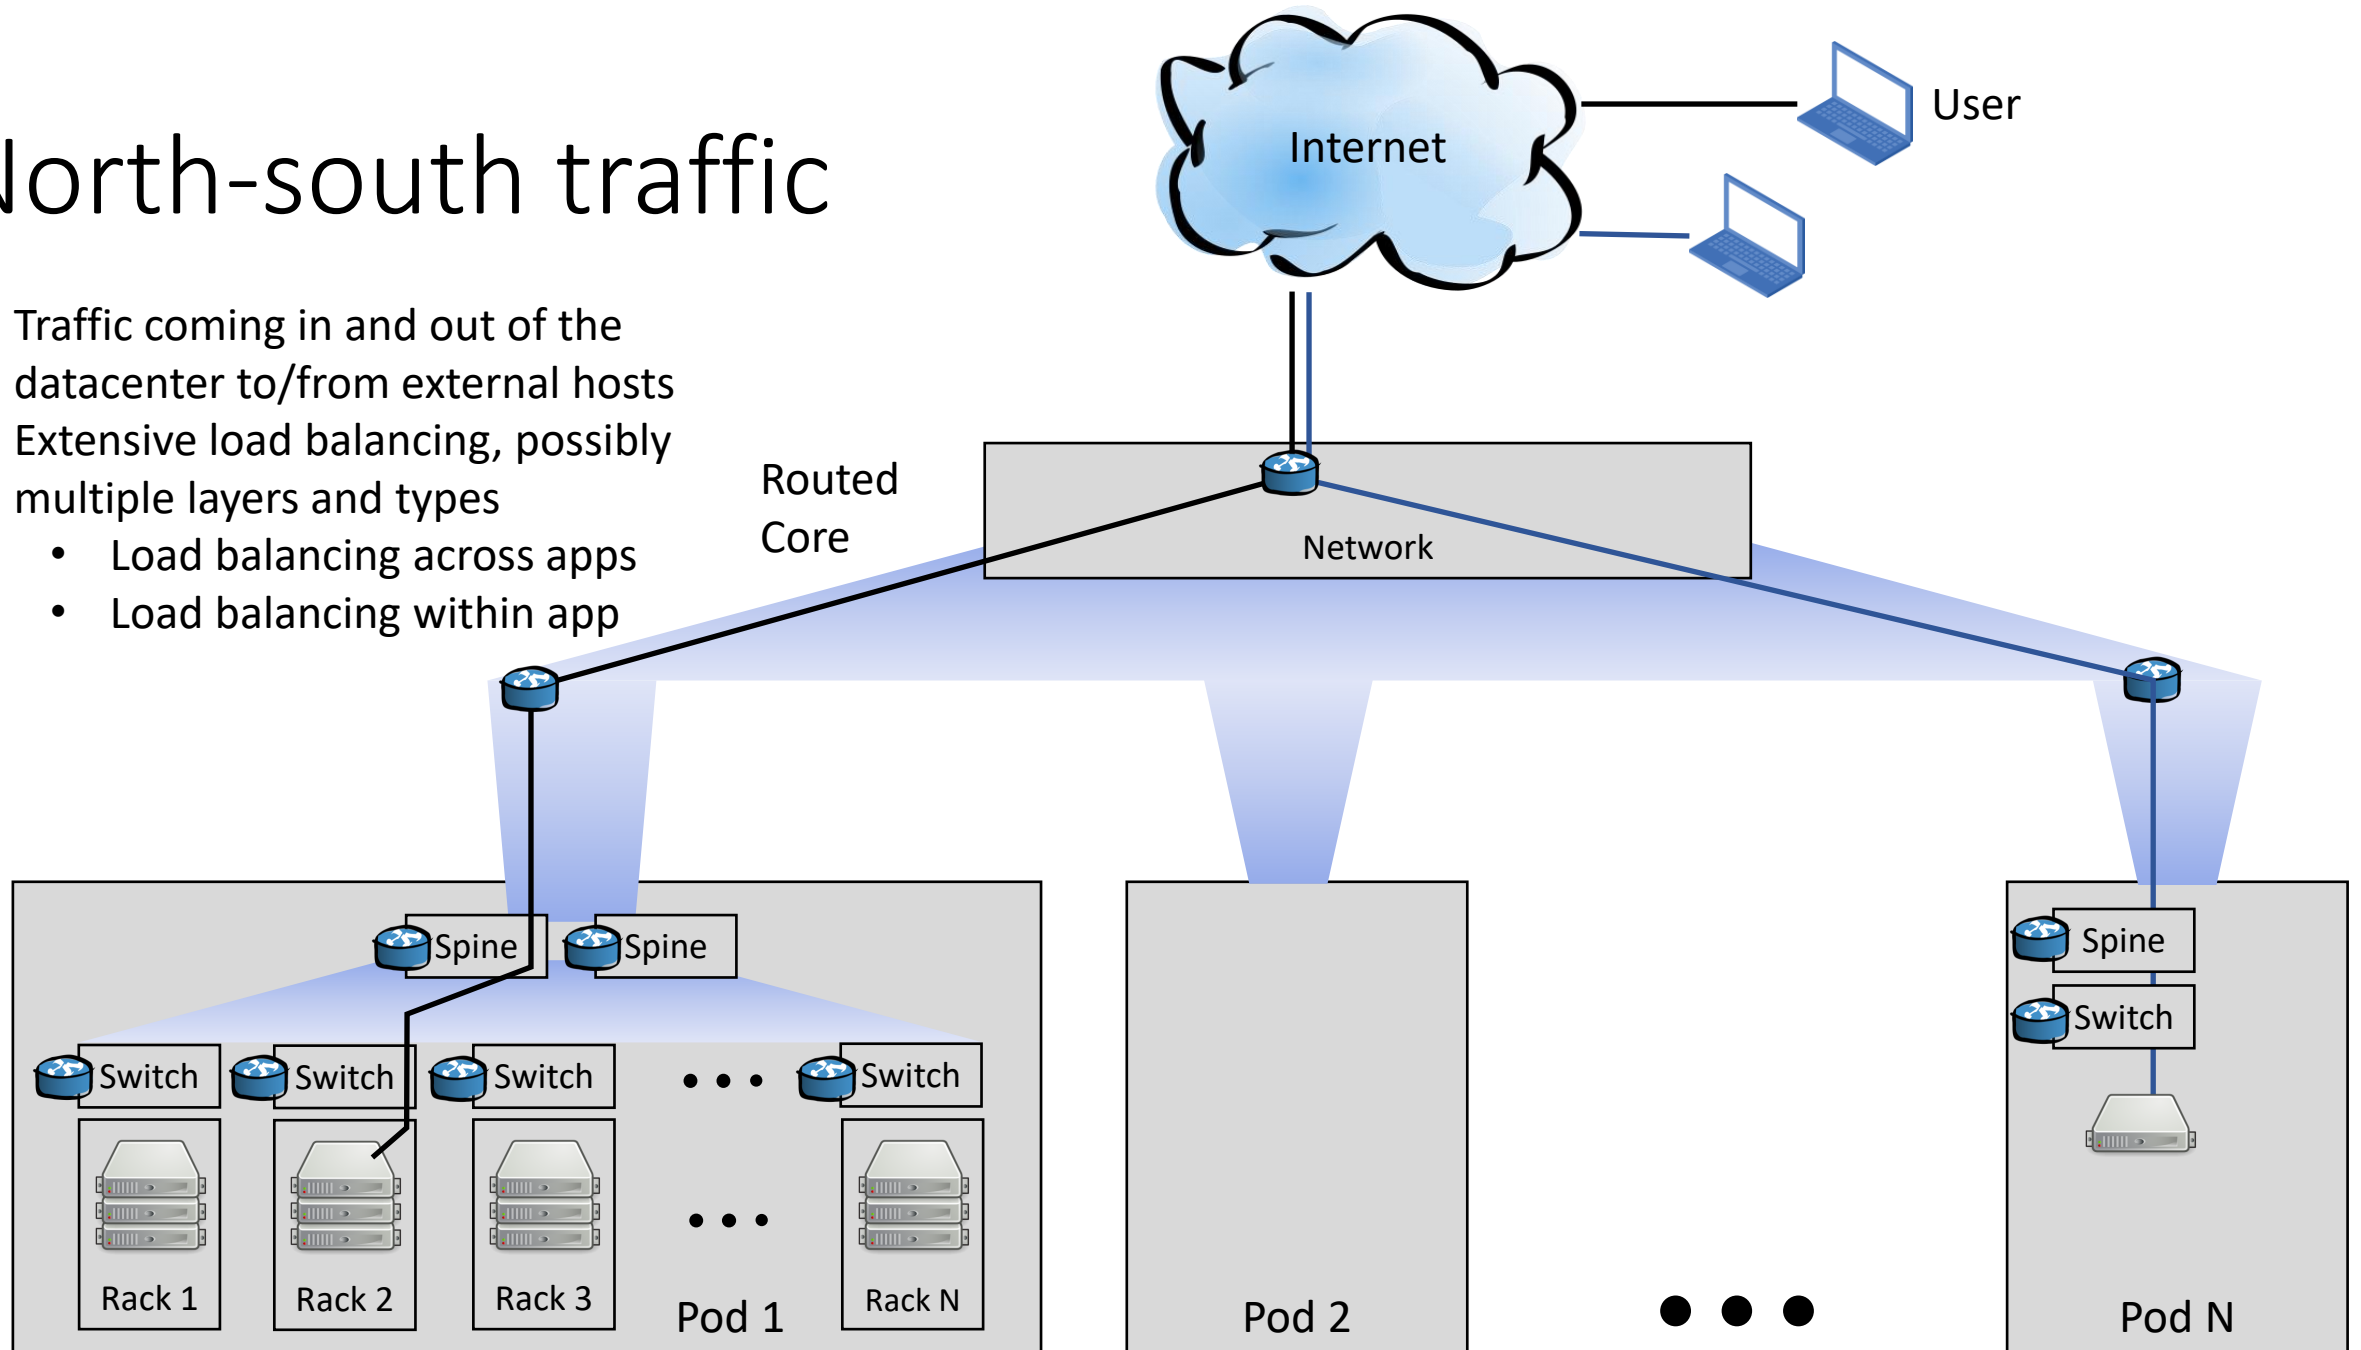 North-south traffic
Traffic coming in and out of the
datacenter to/from external hosts
Extensive load balancing, possibly
multiple layers and types
• Load balancing across apps
• Load balancing within app
Internet
User
Routed
Core
Network
Spine
Spine
Switch
Switch
Switch
• • •
Switch
• • •
Rack 1
Rack 2
Rack 3
Rack N
Pod 1
Pod 2
• • •
Spine
Switch
Pod N